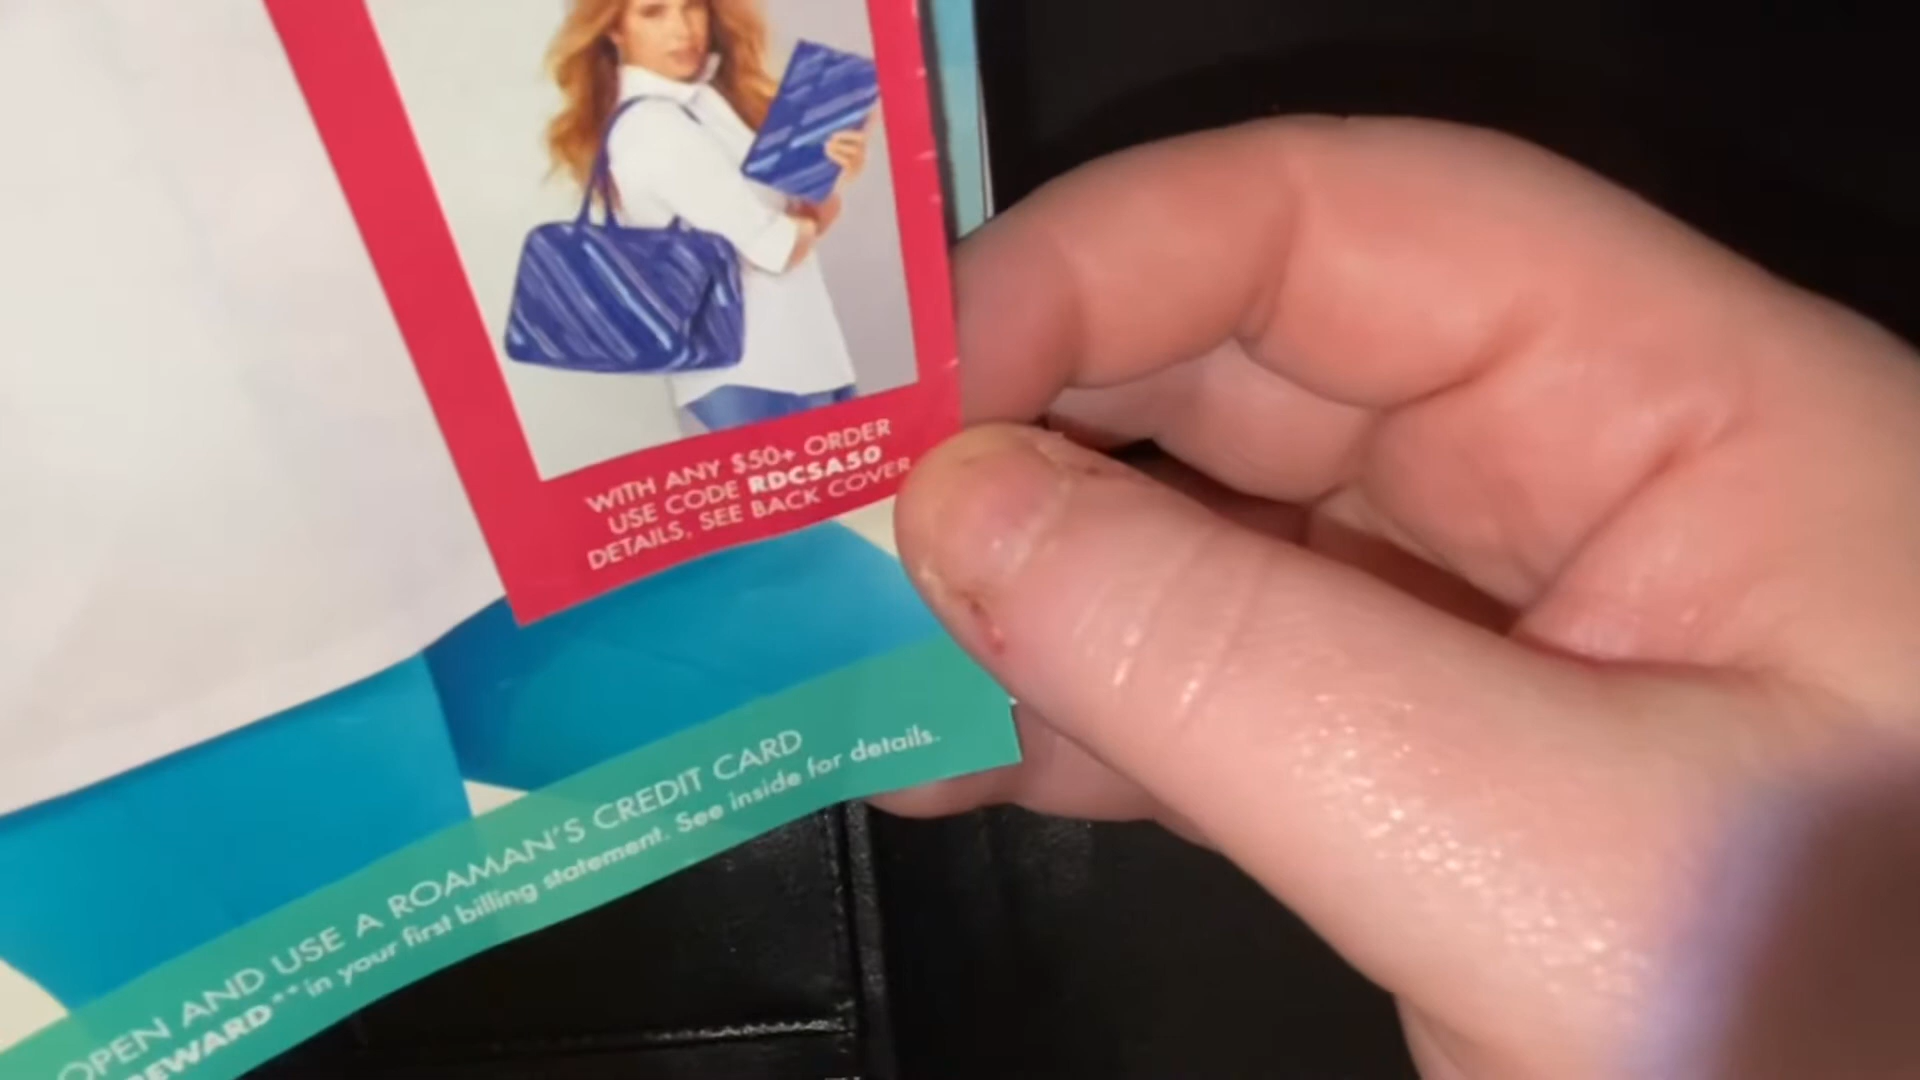 WITH ANY $50+ ORDER
USE CODE RDCSA50
DETAILS, SEE BACK COVER
OPEN AND USE A ROAMAN'S CREDIT CARD
REWARD** in your first billing statement. See inside for details.